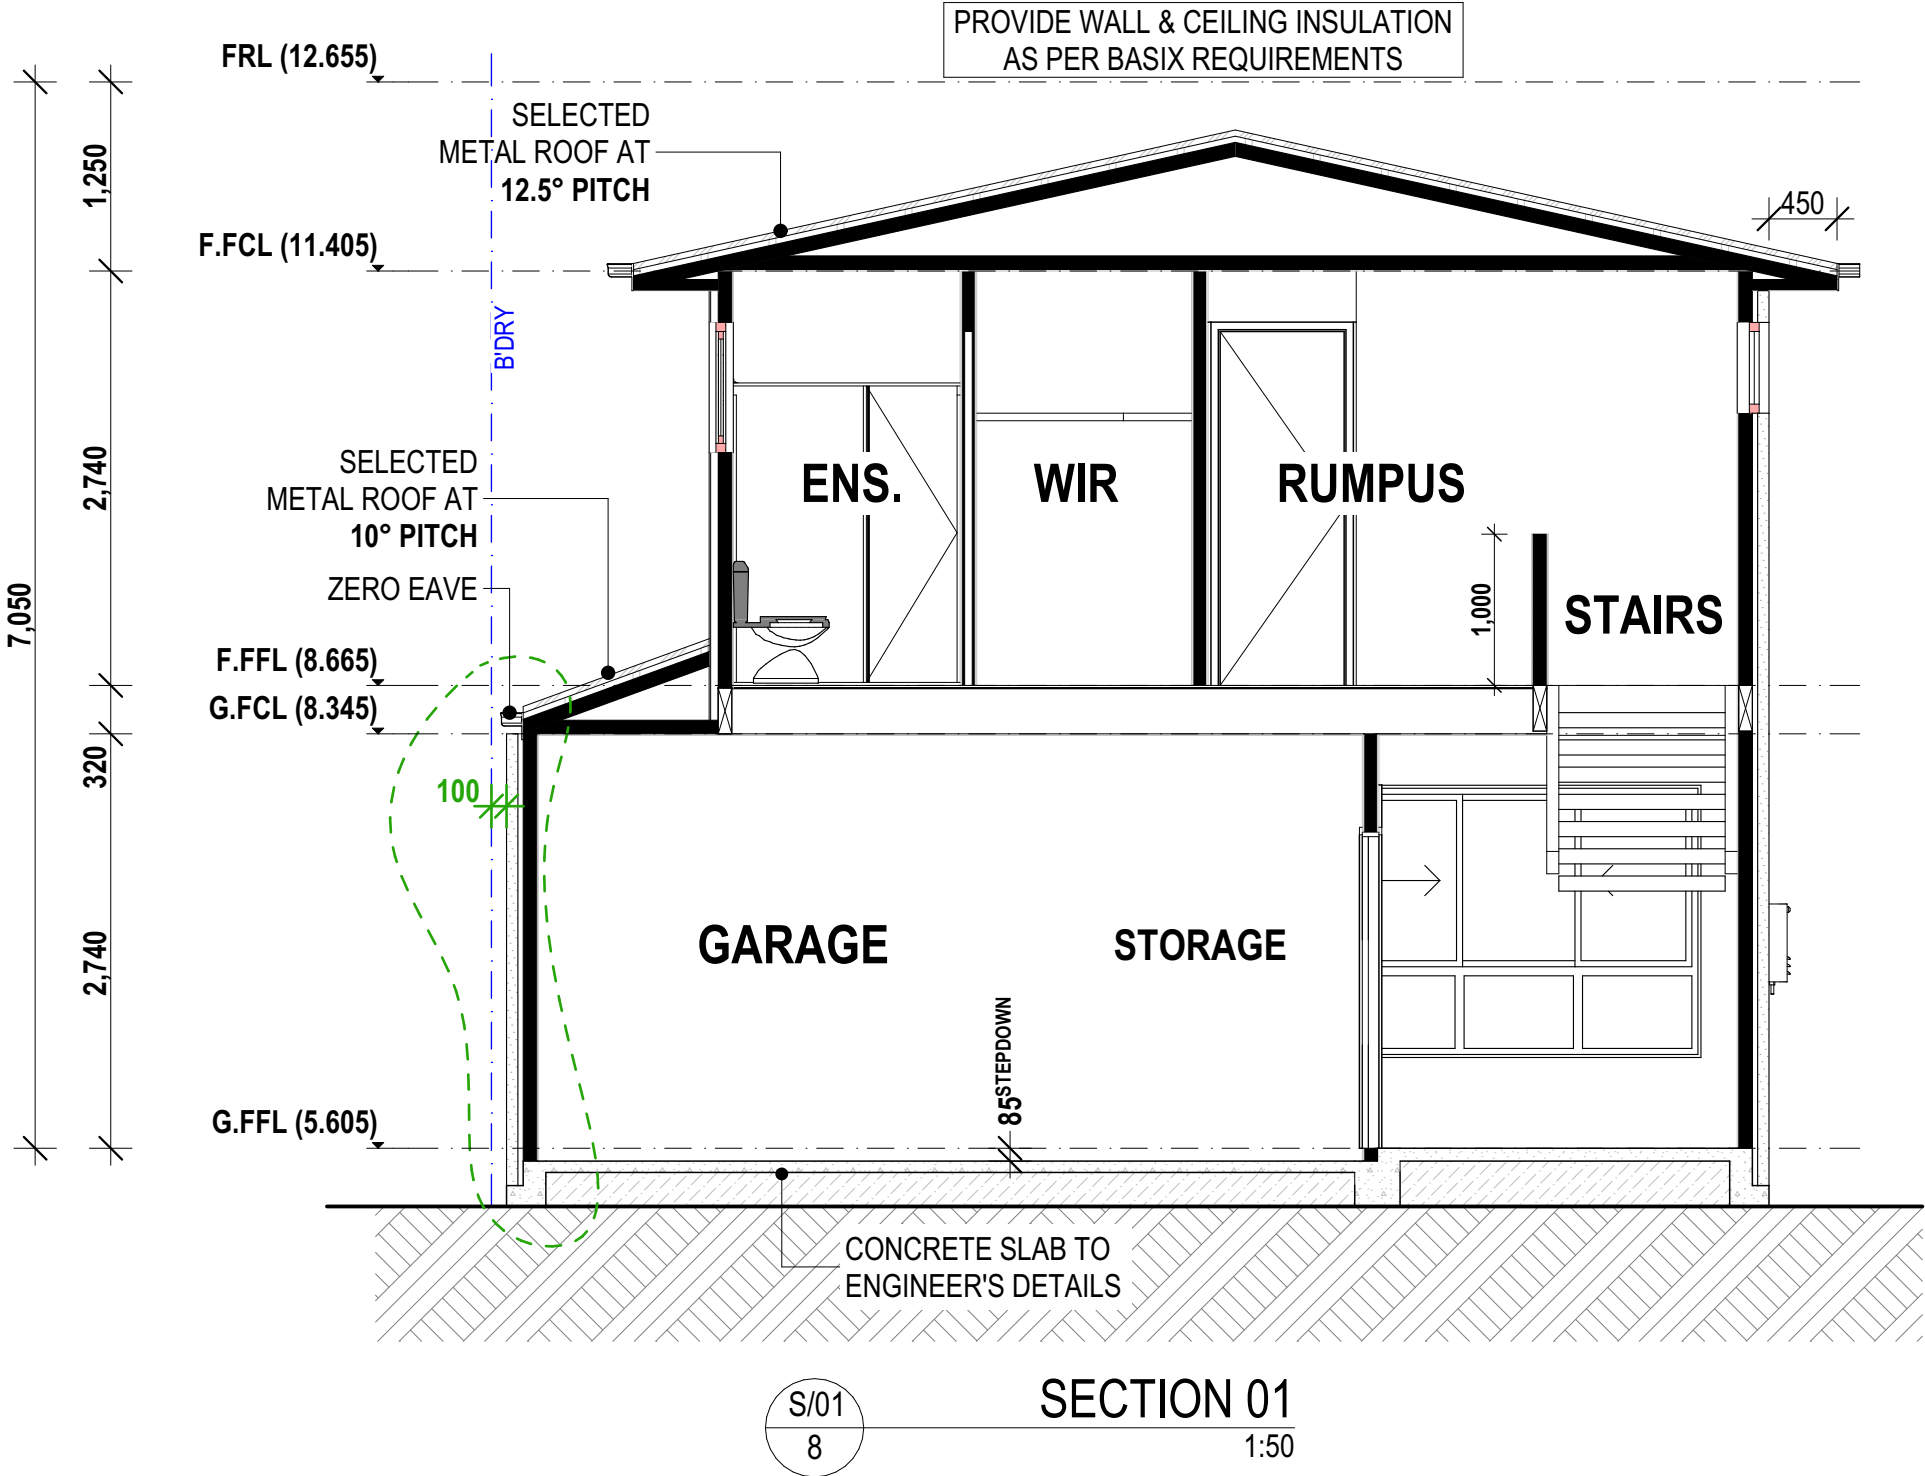 PROVIDE WALL & CEILING INSULATION
AS PER BASIX REQUIREMENTS
FRL (12.655)
SELECTED
METAL ROOF AT
12.5° PITCH
1,250
450
F.FCL (11.405)
B'DRY
SELECTED
METAL ROOF AT
10° PITCH
2,740
ENS.
WIR
RUMPUS
ZERO EAVE
7,050
1,000
STAIRS
F.FFL (8.665)
G.FCL (8.345)
320
100
GARAGE
STORAGE
2,740
85 STEPDOWN
G.FFL (5.605)
CONCRETE SLAB TO
ENGINEER'S DETAILS
S/01
8
SECTION 01
1:50